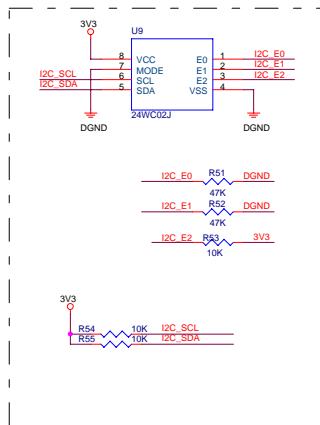 3V3
U9
8 VCC E0 1 I2C_E0
7 MODE E1 2 I2C_E1
I2C_SCL 6 SCL E2 3 I2C_E2
I2C_SDA 5 SDA VSS 4
24WC02J
DGND DGND
I2C_E0 R51 DGND
47K
I2C_E1 R52 DGND
47K
I2C_E2 R53 3V3
10K
3V3
R54 10K I2C_SCL
R55 10K I2C_SDA